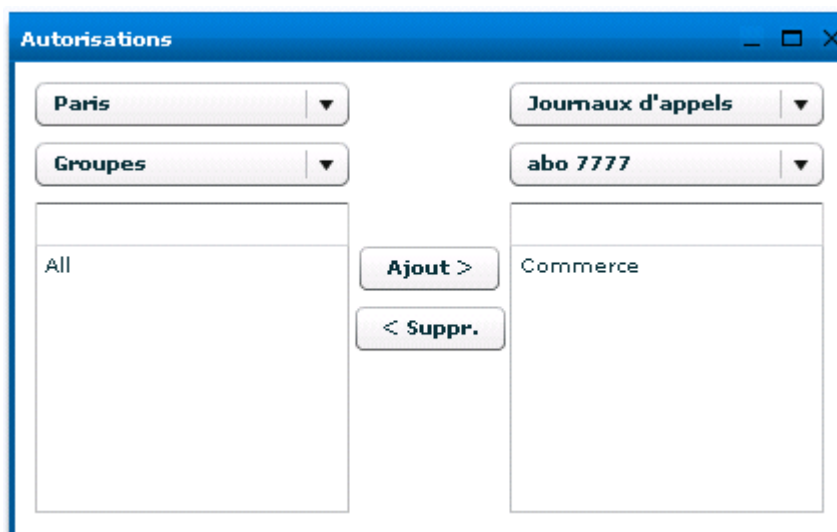 Autorisations
Paris
Journaux d'appels
Groupes
abo 7777
All
Ajout >
Commerce
< Suppr.